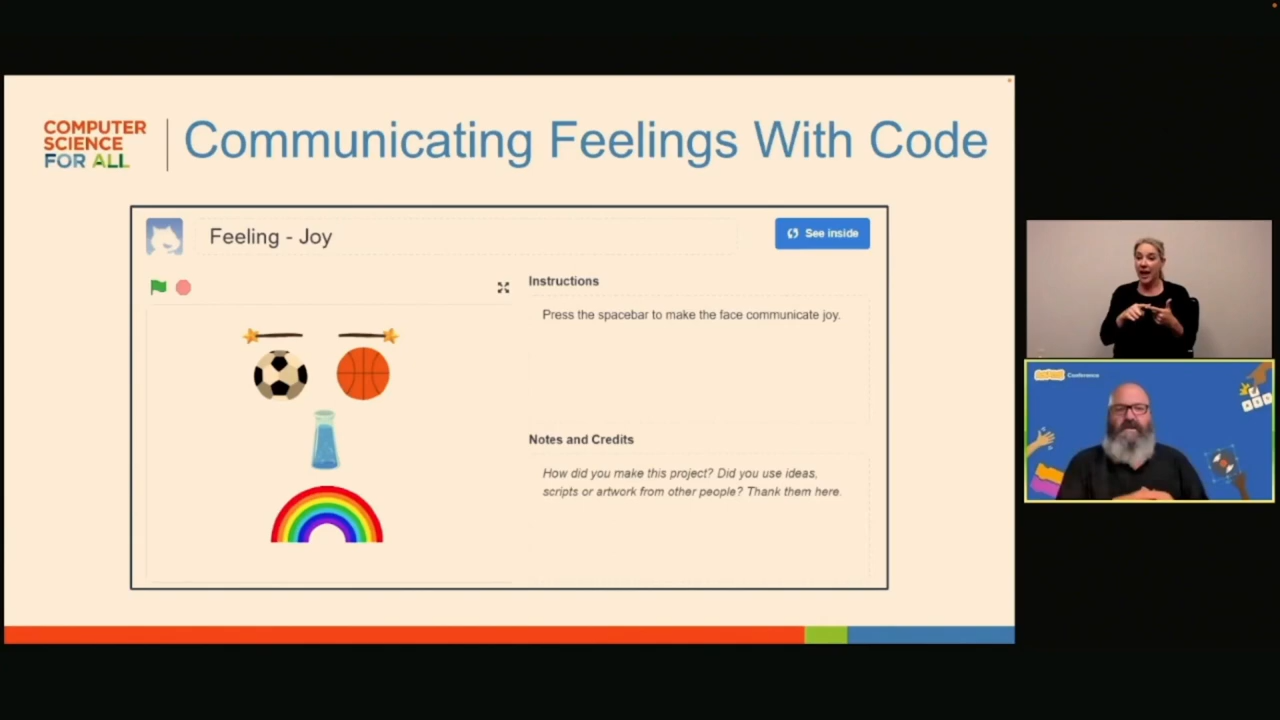 COMPUTER
SCIENCE
FOR ALL
Communicating Feelings With Code
Feeling - Joy
See inside
Instructions
Press the spacebar to make the face communicate joy.
Notes and Credits
How did you make this project? Did you use ideas,
scripts or artwork from other people? Thank them here.
Conference